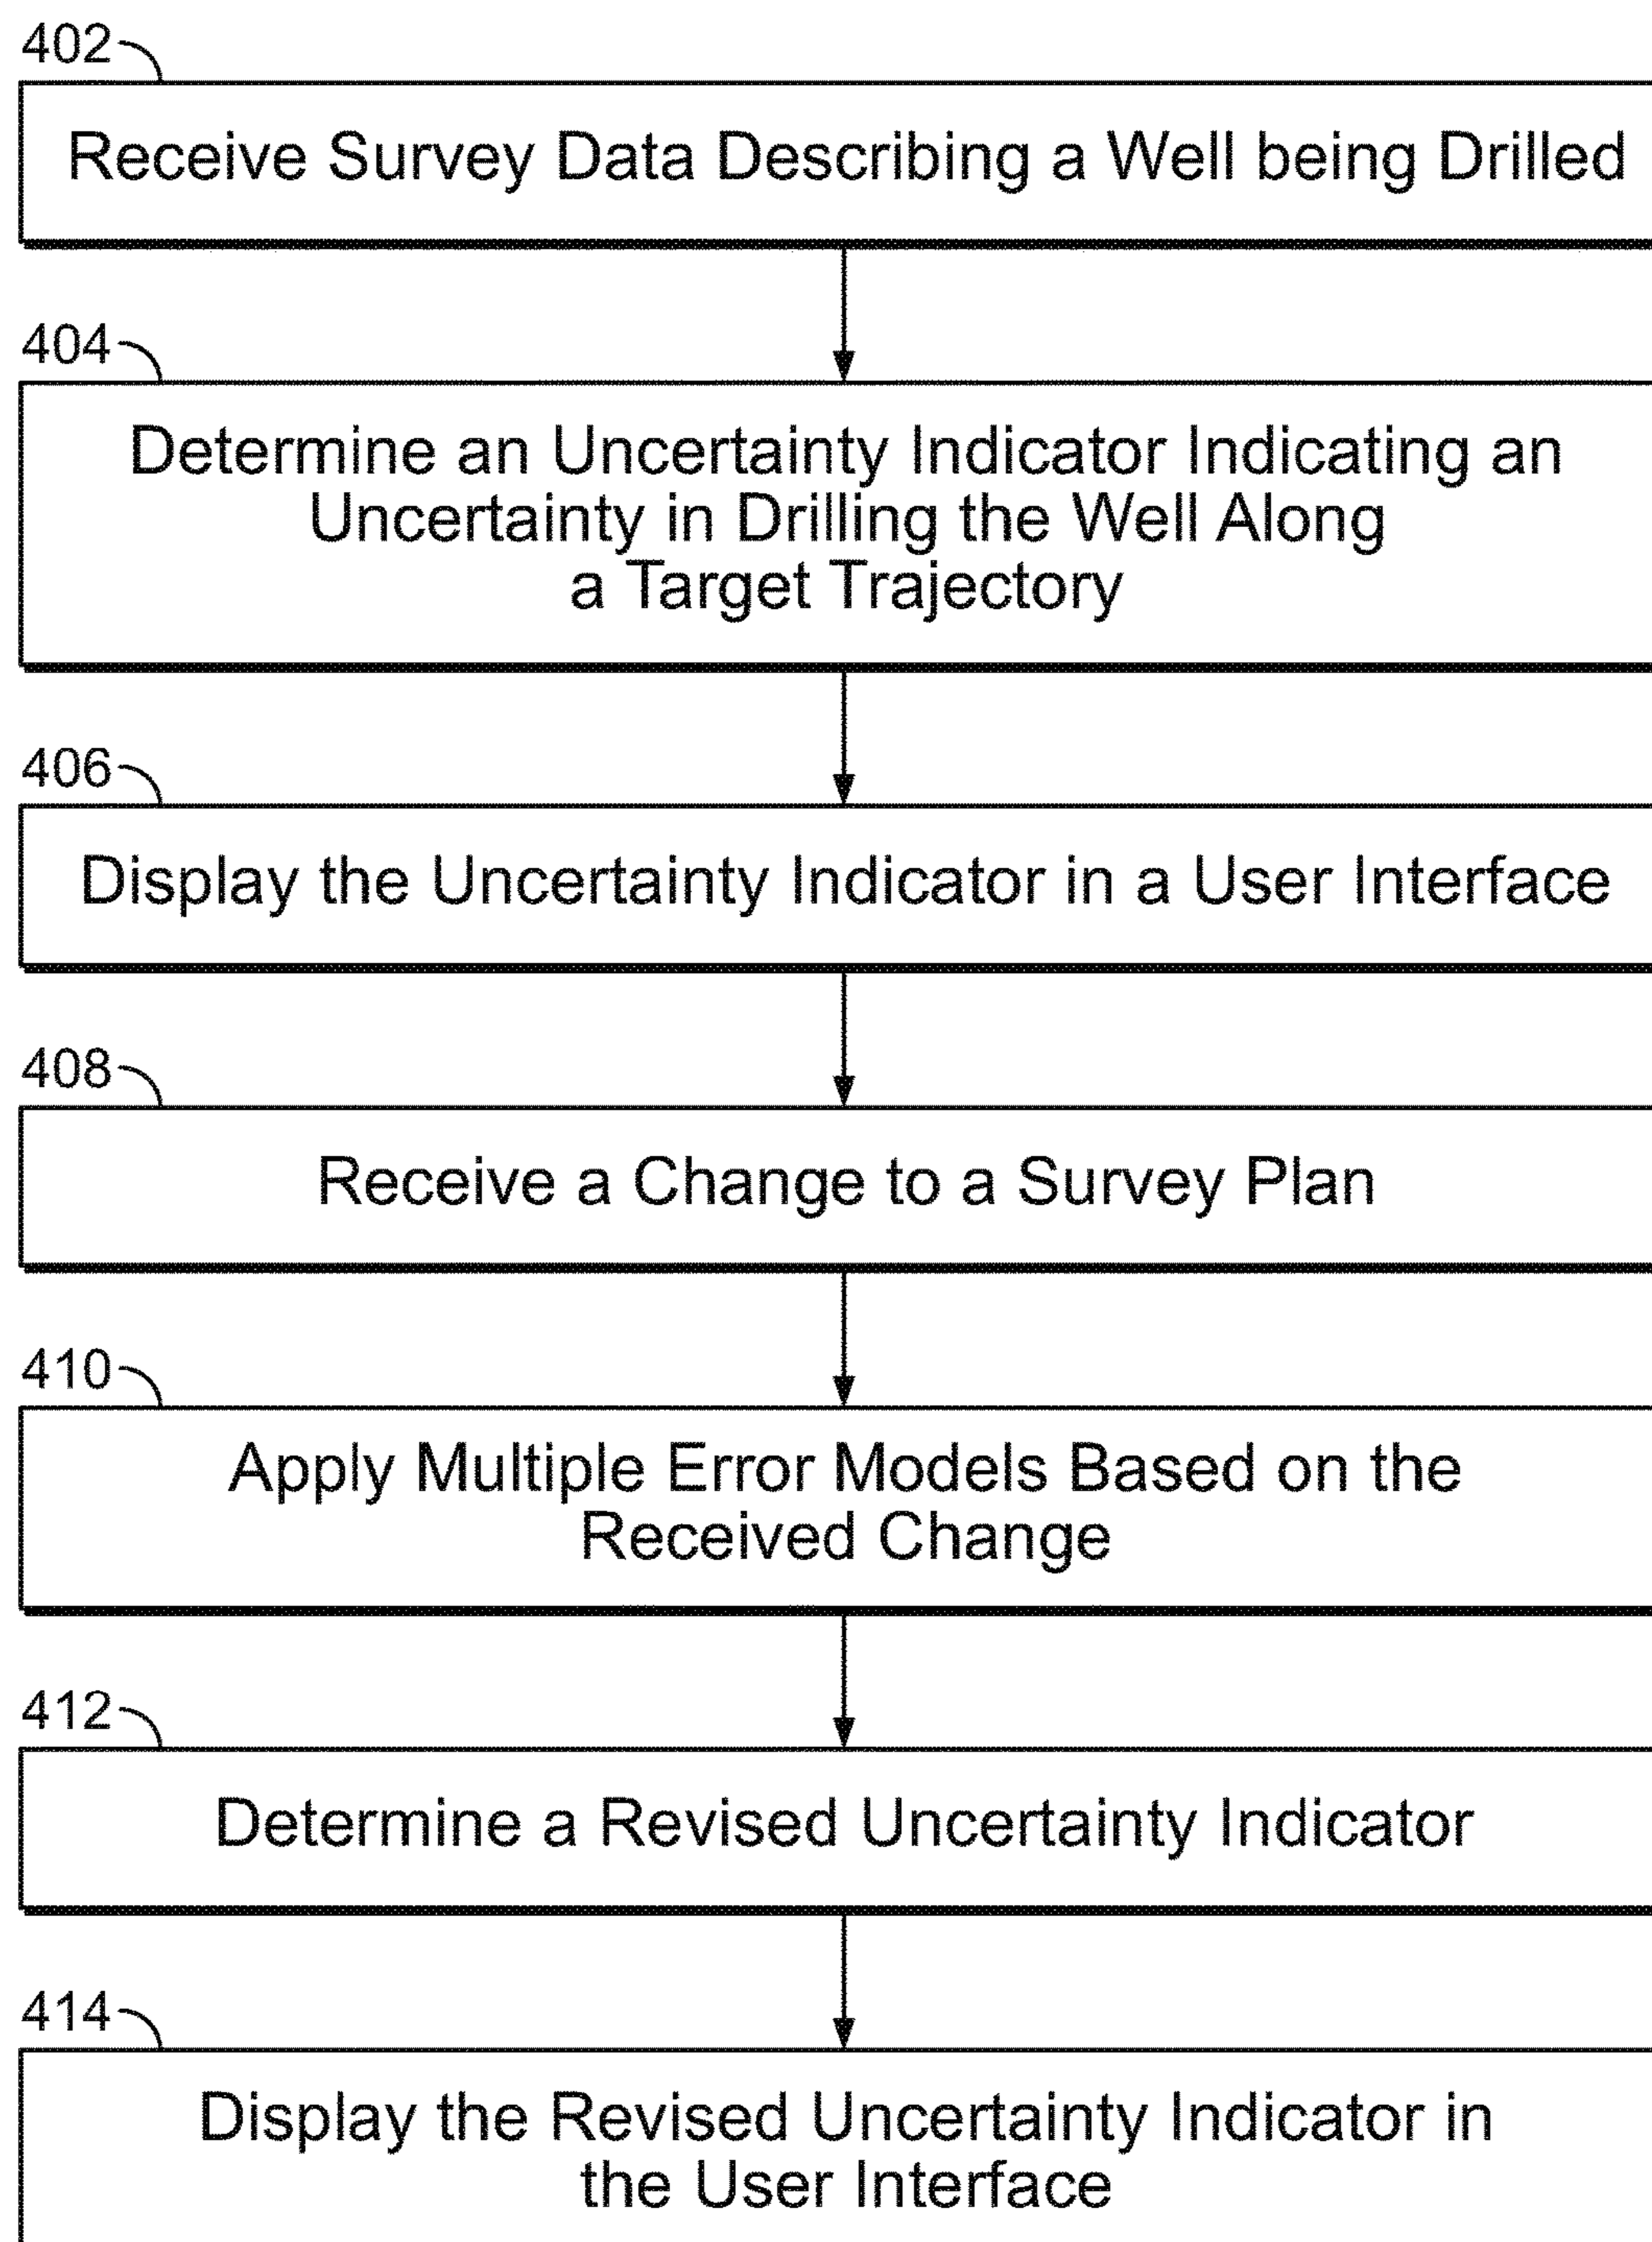 402
Receive Survey Data Describing a Well being Drilled
404
Determine an Uncertainty Indicator Indicating an
Uncertainty in Drilling the Well Along
a Target Trajectory
406
Display the Uncertainty Indicator in a User Interface
408
Receive a Change to a Survey Plan
410
Apply Multiple Error Models Based on the
Received Change
412
Determine a Revised Uncertainty Indicator
414
Display the Revised Uncertainty Indicator in
the User Interface